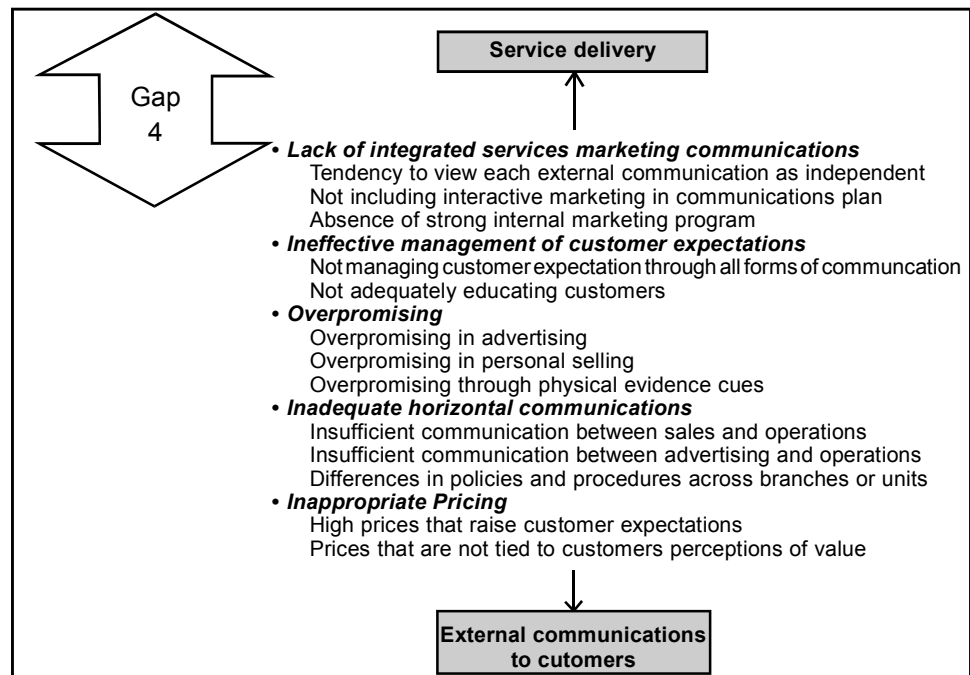 Service delivery
Gap
4
• Lack of integrated services marketing communications
Tendency to view each external communication as independent
Not including interactive marketing in communications plan
Absence of strong internal marketing program
• Ineffective management of customer expectations
Not managing customer expectation through all forms of communcation
Not adequately educating customers
• Overpromising
Overpromising in advertising
Overpromising in personal selling
Overpromising through physical evidence cues
• Inadequate horizontal communications
Insufficient communication between sales and operations
Insufficient communication between advertising and operations
Differences in policies and procedures across branches or units
• Inappropriate Pricing
High prices that raise customer expectations
Prices that are not tied to customers perceptions of value
External communications
to cutomers